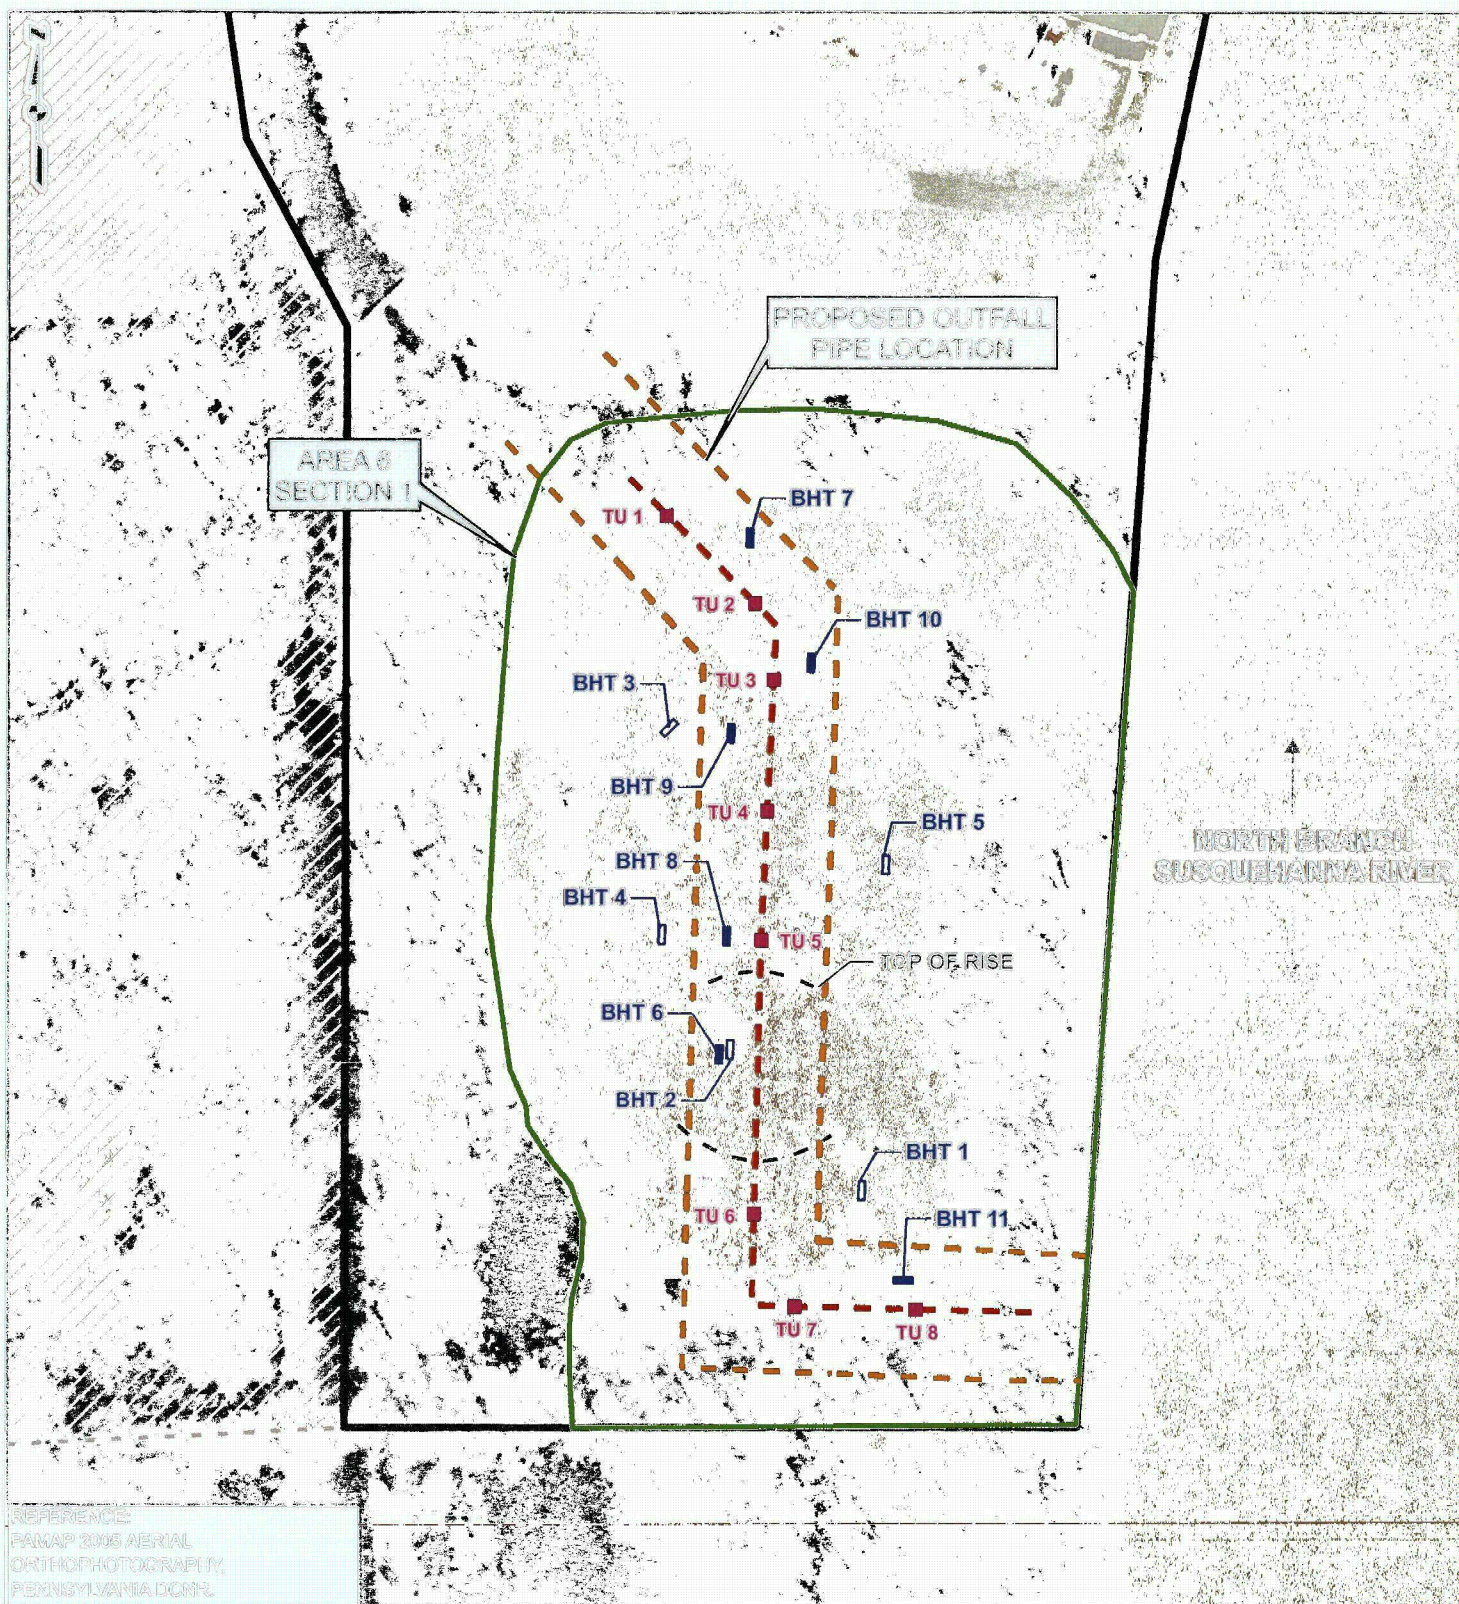 PROPOSED OUTFALL
PIPE LOCATION
AREA 6
SECTION 1
BHT 7
TU 1
TU 2
BHT 10
BHT 3
TU 3
BHT 9
TU 4
BHT 5
NORTH BRANCH
SUSQUEHANNA RIVER
BHT 8
BHT 4
TU 5
TOP OF RISE
BHT 6
BHT 2
BHT 1
TU 6
BHT 11
TU 7
TU 8
REFERENCE:
PAMAP 2005 AERIAL
ORTHOPHOTOGRAPHY,
PENNSYLVANIA DCNR.